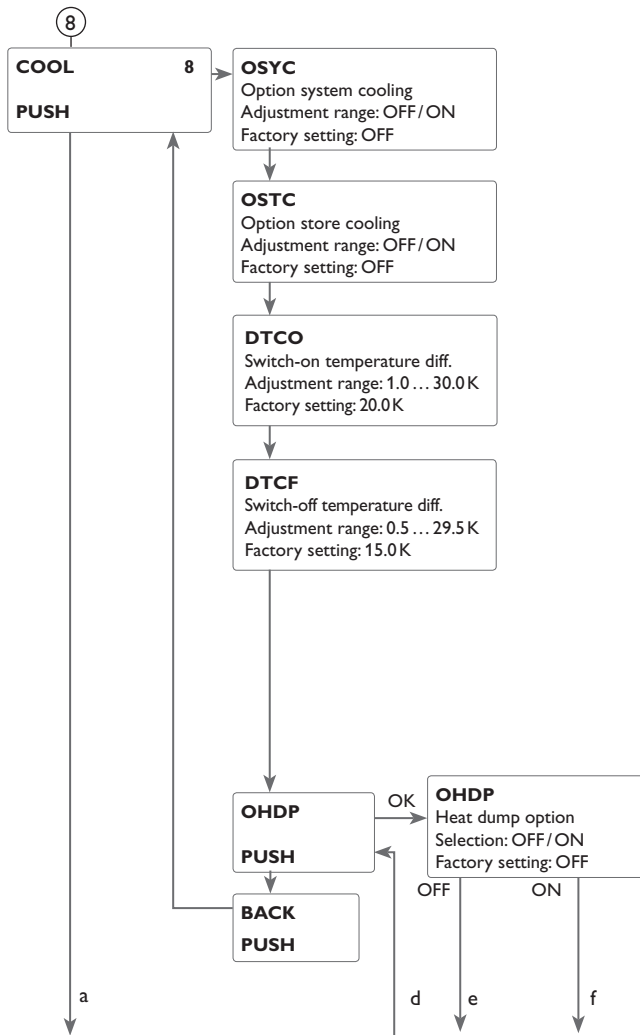 8
COOL 8
PUSH
OSYC
Option system cooling
Adjustment range: OFF/ON
Factory setting: OFF
OSTC
Option store cooling
Adjustment range: OFF/ON
Factory setting: OFF
DTCO
Switch-on temperature diff.
Adjustment range: 1.0 … 30.0 K
Factory setting: 20.0 K
DTCF
Switch-off temperature diff.
Adjustment range: 0.5 … 29.5 K
Factory setting: 15.0 K
OHDP
PUSH
OK
OHDP
Heat dump option
Selection: OFF/ON
Factory setting: OFF
OFF ON
BACK
PUSH
a d e f